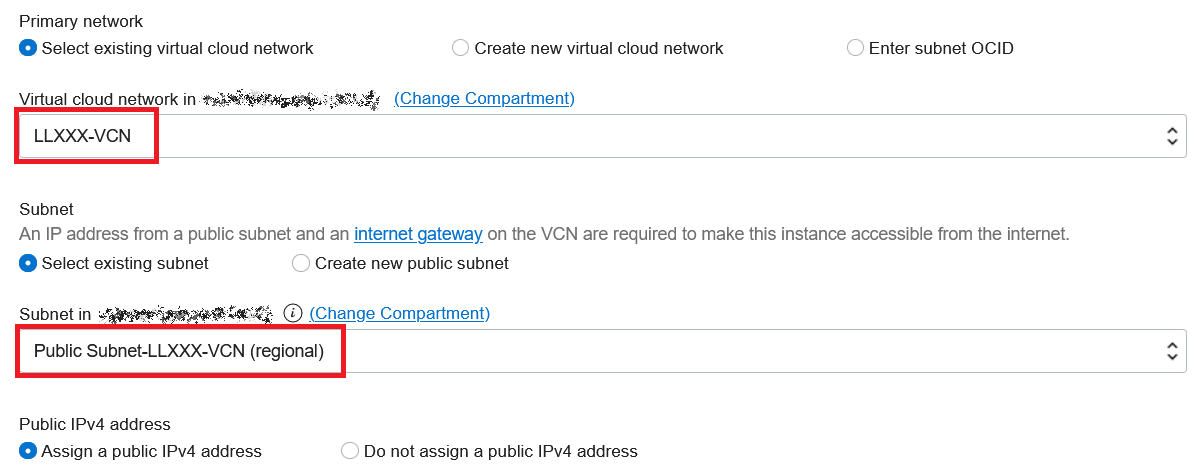 Primary network
Select existing virtual cloud network Create new virtual cloud network Enter subnet OCID
Virtual cloud network in (Change Compartment)
LLXXX-VCN
Subnet
An IP address from a public subnet and an internet gateway on the VCN are required to make this instance accessible from the internet.
Select existing subnet Create new public subnet
Subnet in i (Change Compartment)
Public Subnet-LLXXX-VCN (regional)
Public IPv4 address
Assign a public IPv4 address Do not assign a public IPv4 address